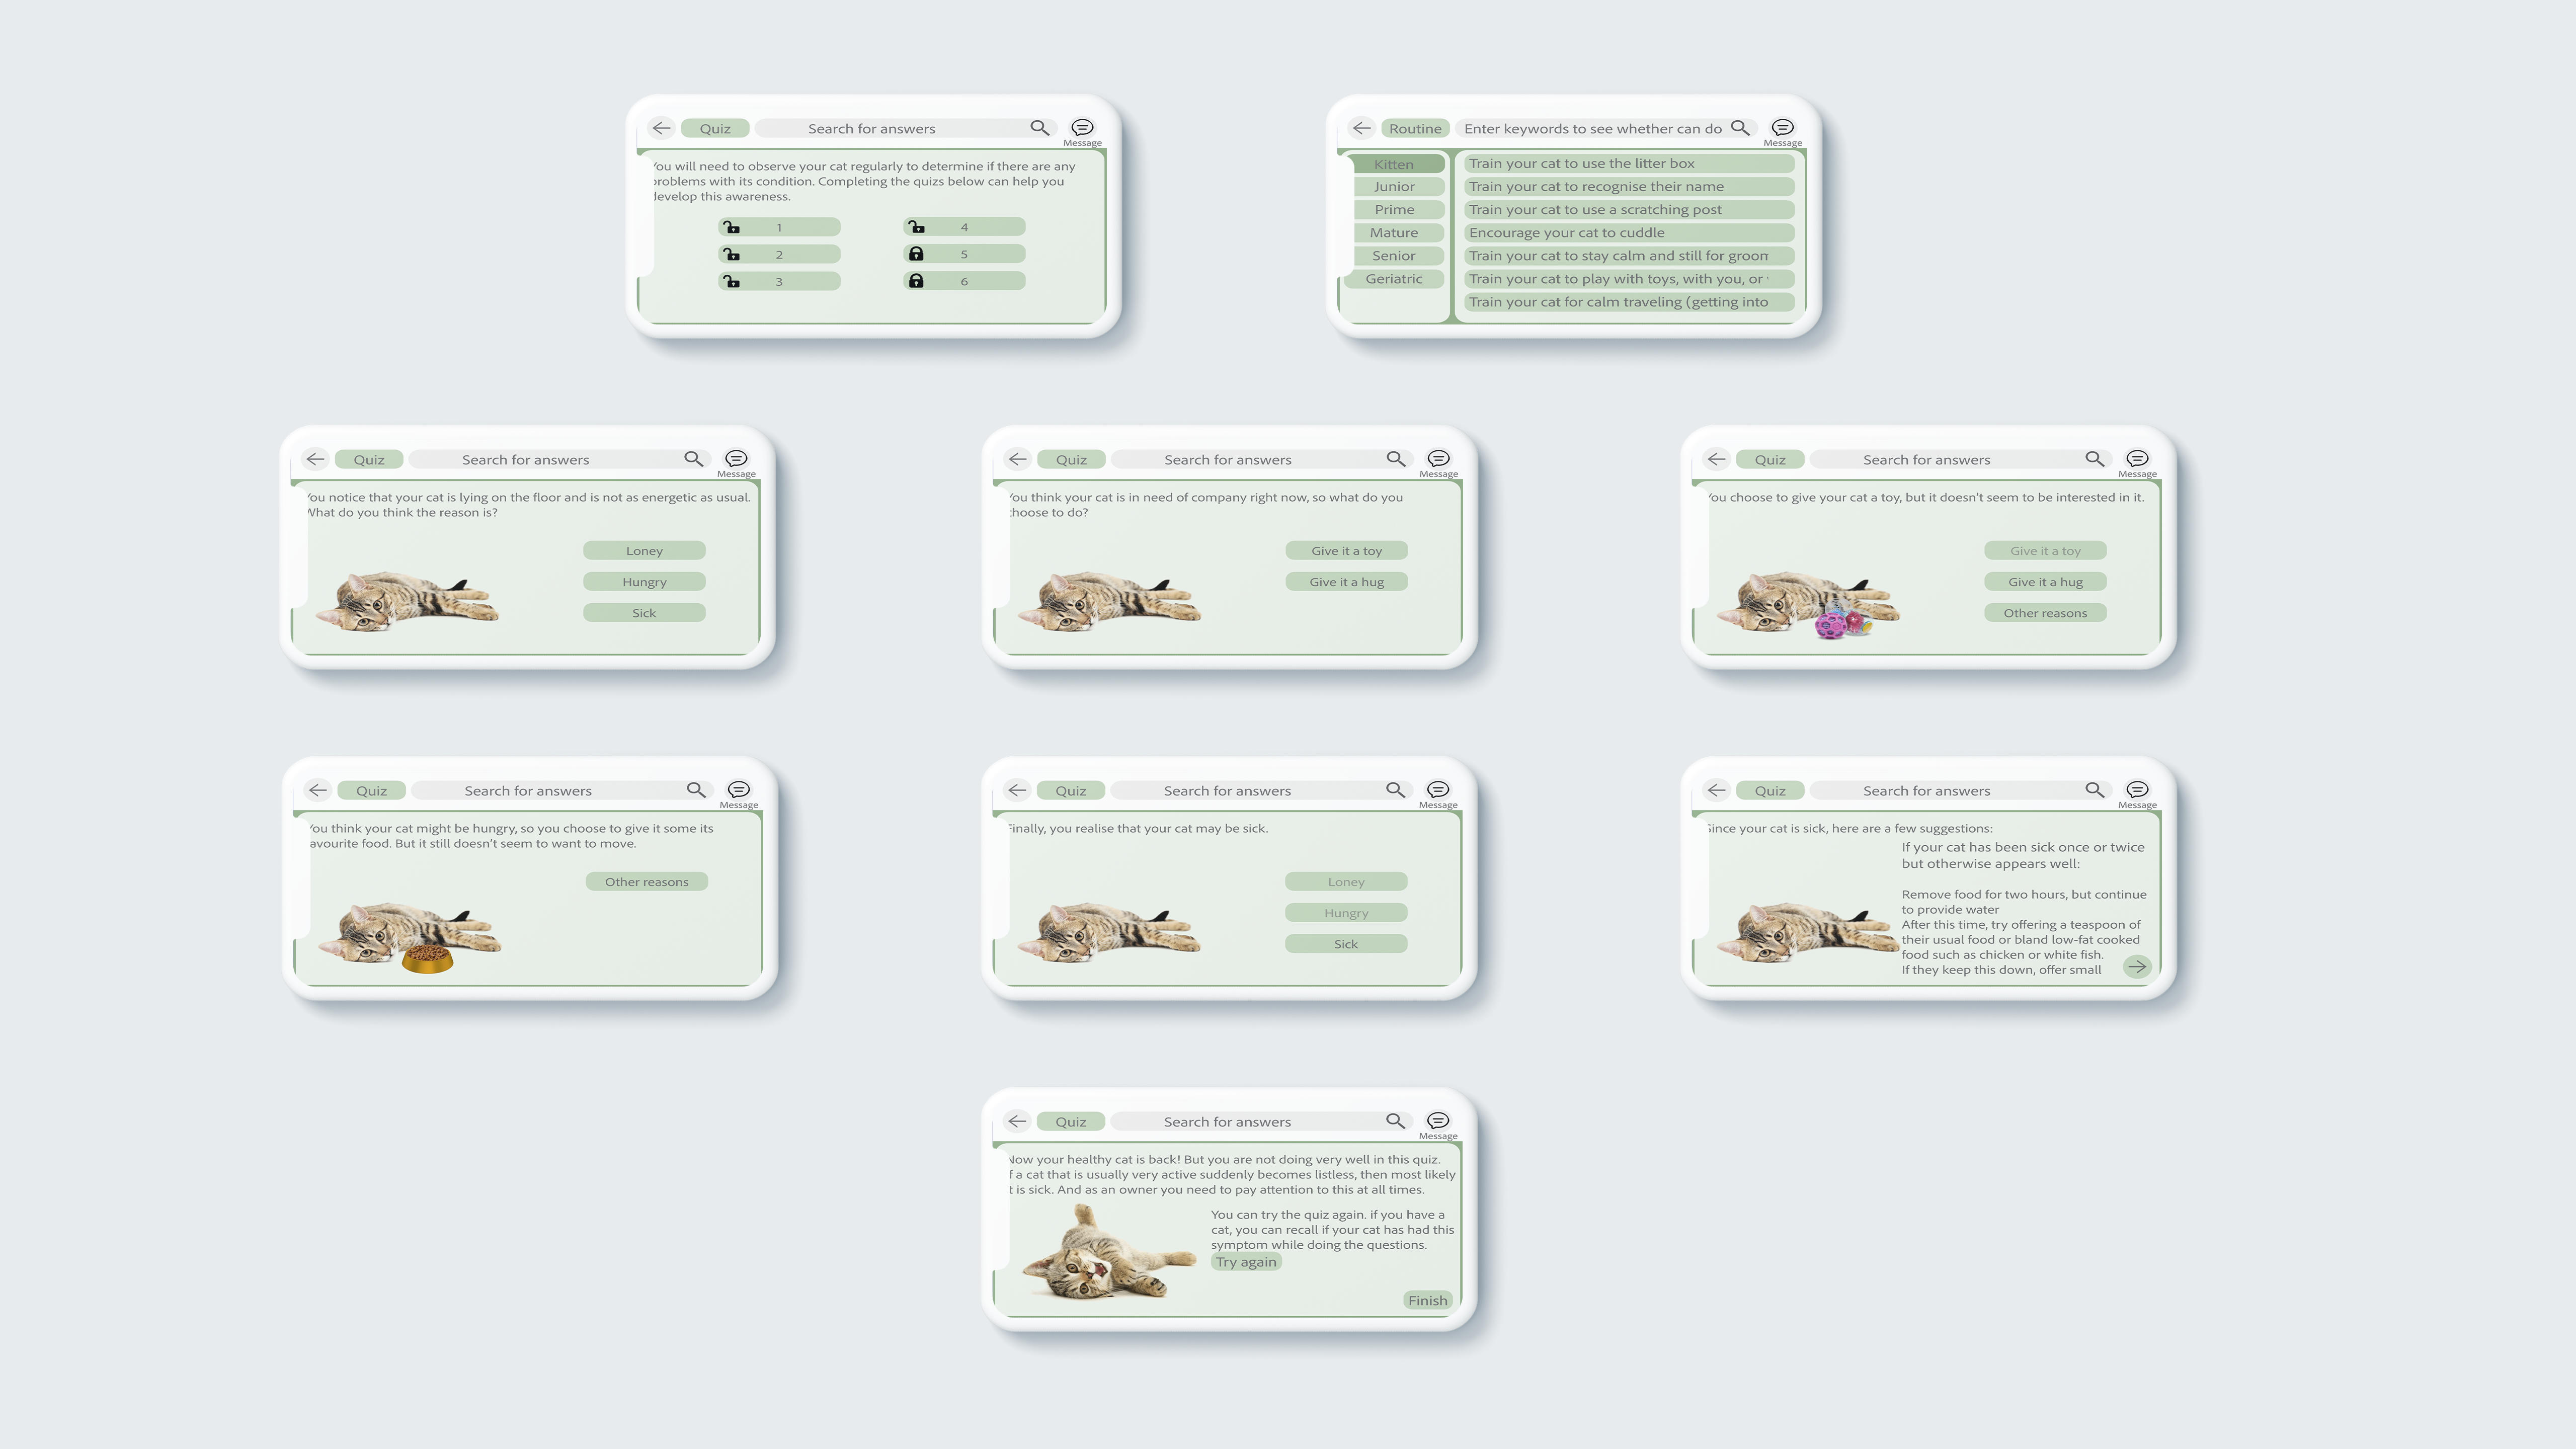 Quiz
Search for answers
Message
You will need to observe your cat regularly to determine if there are any
problems with its condition. Completing the quizs below can help you
develop this awareness.
1
4
2
5
3
6
Routine
Enter keywords to see whether can do
Message
Kitten
Junior
Prime
Mature
Senior
Geriatric
Train your cat to use the litter box
Train your cat to recognise their name
Train your cat to use a scratching post
Encourage your cat to cuddle
Train your cat to stay calm and still for groom
Train your cat to play with toys, with you, or
Train your cat for calm traveling (getting into
Quiz
Search for answers
Message
You notice that your cat is lying on the floor and is not as energetic as usual.
What do you think the reason is?
Loney
Hungry
Sick
Quiz
Search for answers
Message
You think your cat is in need of company right now, so what do you
choose to do?
Give it a toy
Give it a hug
Quiz
Search for answers
Message
You choose to give your cat a toy, but it doesn't seem to be interested in it.
Give it a toy
Give it a hug
Other reasons
Quiz
Search for answers
Message
You think your cat might be hungry, so you choose to give it some its
favourite food. But it still doesn't seem to want to move.
Other reasons
Quiz
Search for answers
Message
Finally, you realise that your cat may be sick.
Loney
Hungry
Sick
Quiz
Search for answers
Message
Since your cat is sick, here are a few suggestions:
If your cat has been sick once or twice
but otherwise appears well:
Remove food for two hours, but continue
to provide water
After this time, try offering a teaspoon of
their usual food or bland low-fat cooked
food such as chicken or white fish.
If they keep this down, offer small
Quiz
Search for answers
Message
Now your healthy cat is back! But you are not doing very well in this quiz.
If a cat that is usually very active suddenly becomes listless, then most likely
it is sick. And as an owner you need to pay attention to this at all times.
You can try the quiz again. if you have a
cat, you can recall if your cat has had this
symptom while doing the questions.
Try again
Finish